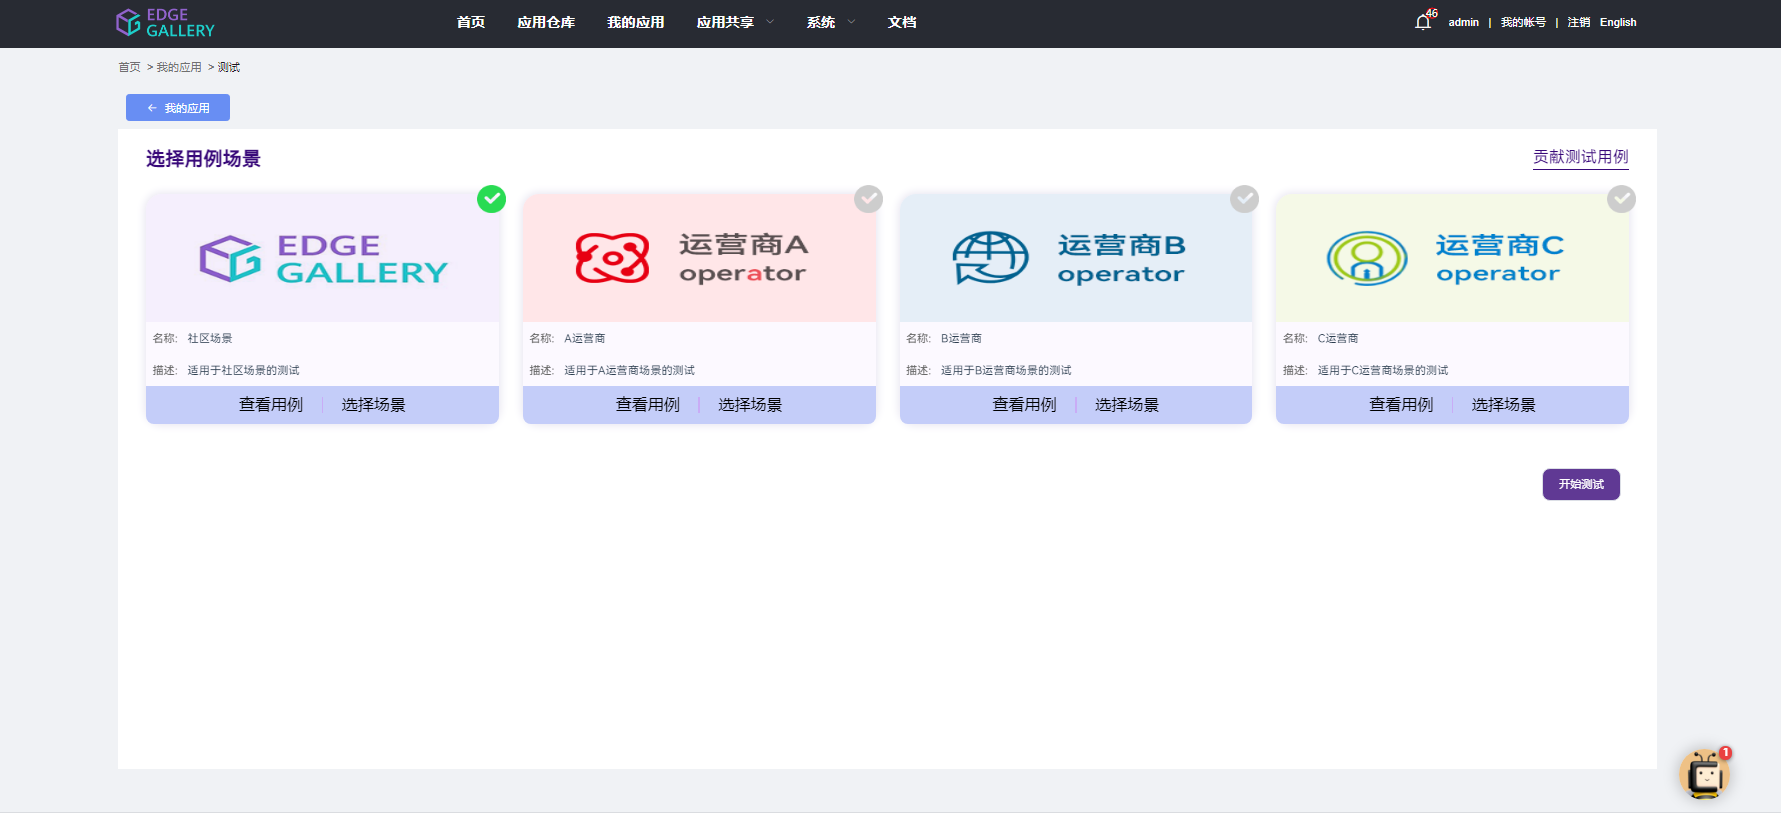 EDGE
GALLERY
首页 应用仓库 我的应用 应用共享 系统 文档
46
admin | 我的帐号 | 注销 English
首页 > 我的应用 > 测试
← 我的应用
选择用例场景
贡献测试用例
EDGE
GALLERY
名称: 社区场景
描述: 适用于社区场景的测试
查看用例 选择场景
运营商A
operator
名称: A运营商
描述: 适用于A运营商场景的测试
查看用例 选择场景
运营商B
operator
名称: B运营商
描述: 适用于B运营商场景的测试
查看用例 选择场景
运营商C
operator
名称: C运营商
描述: 适用于C运营商场景的测试
查看用例 选择场景
开始测试
1